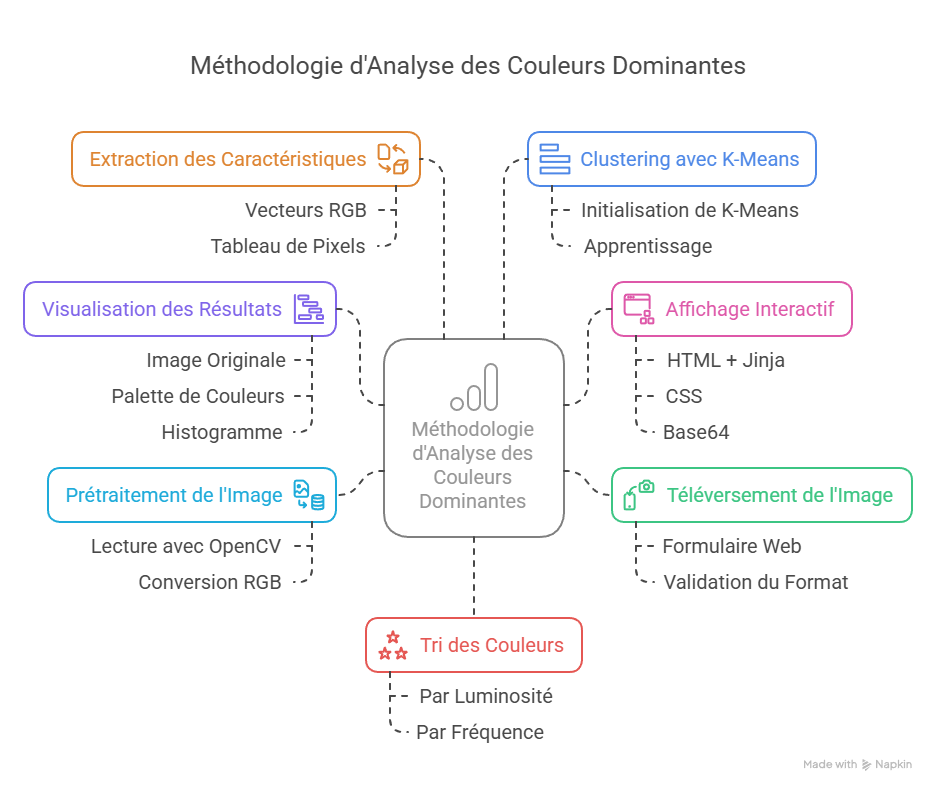 Méthodologie d'Analyse des Couleurs Dominantes
Extraction des Caractéristiques
Vecteurs RGB
Tableau de Pixels
Clustering avec K-Means
Initialisation de K-Means
Apprentissage
Visualisation des Résultats
Image Originale
Palette de Couleurs
Histogramme
Affichage Interactif
HTML + Jinja
CSS
Base64
Méthodologie
d'Analyse des
Couleurs
Dominantes
Prétraitement de l'Image
Lecture avec OpenCV
Conversion RGB
Téléversement de l'Image
Formulaire Web
Validation du Format
Tri des Couleurs
Par Luminosité
Par Fréquence
Made with Napkin